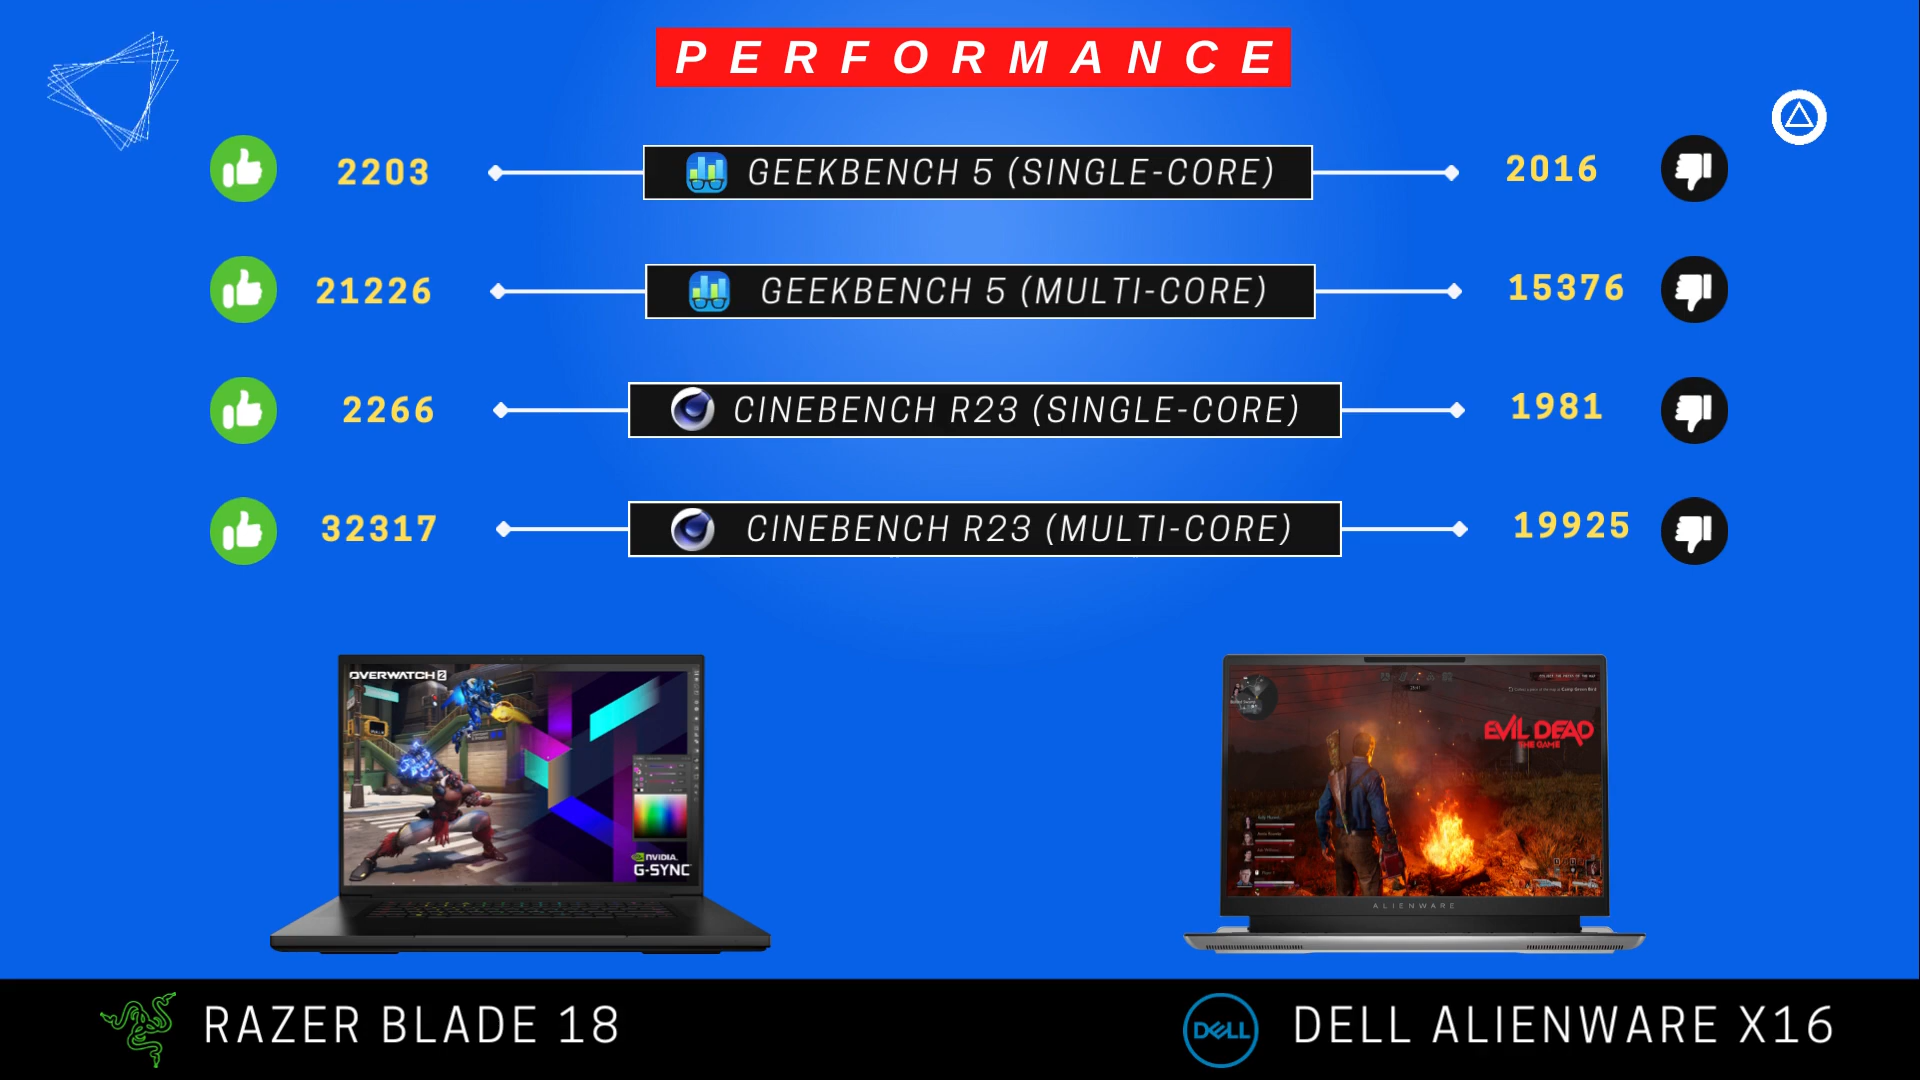 PERFORMANCE
2203 GEEKBENCH 5 (SINGLE-CORE) 2016
21226 GEEKBENCH 5 (MULTI-CORE) 15376
2266 CINEBENCH R23 (SINGLE-CORE) 1981
32317 CINEBENCH R23 (MULTI-CORE) 19925
OVERWATCH 2
NVIDIA.
G-SYNC
EVIL DEAD
THE GAME
ALIENWARE
RAZER BLADE 18
DELL
DELL ALIENWARE X16